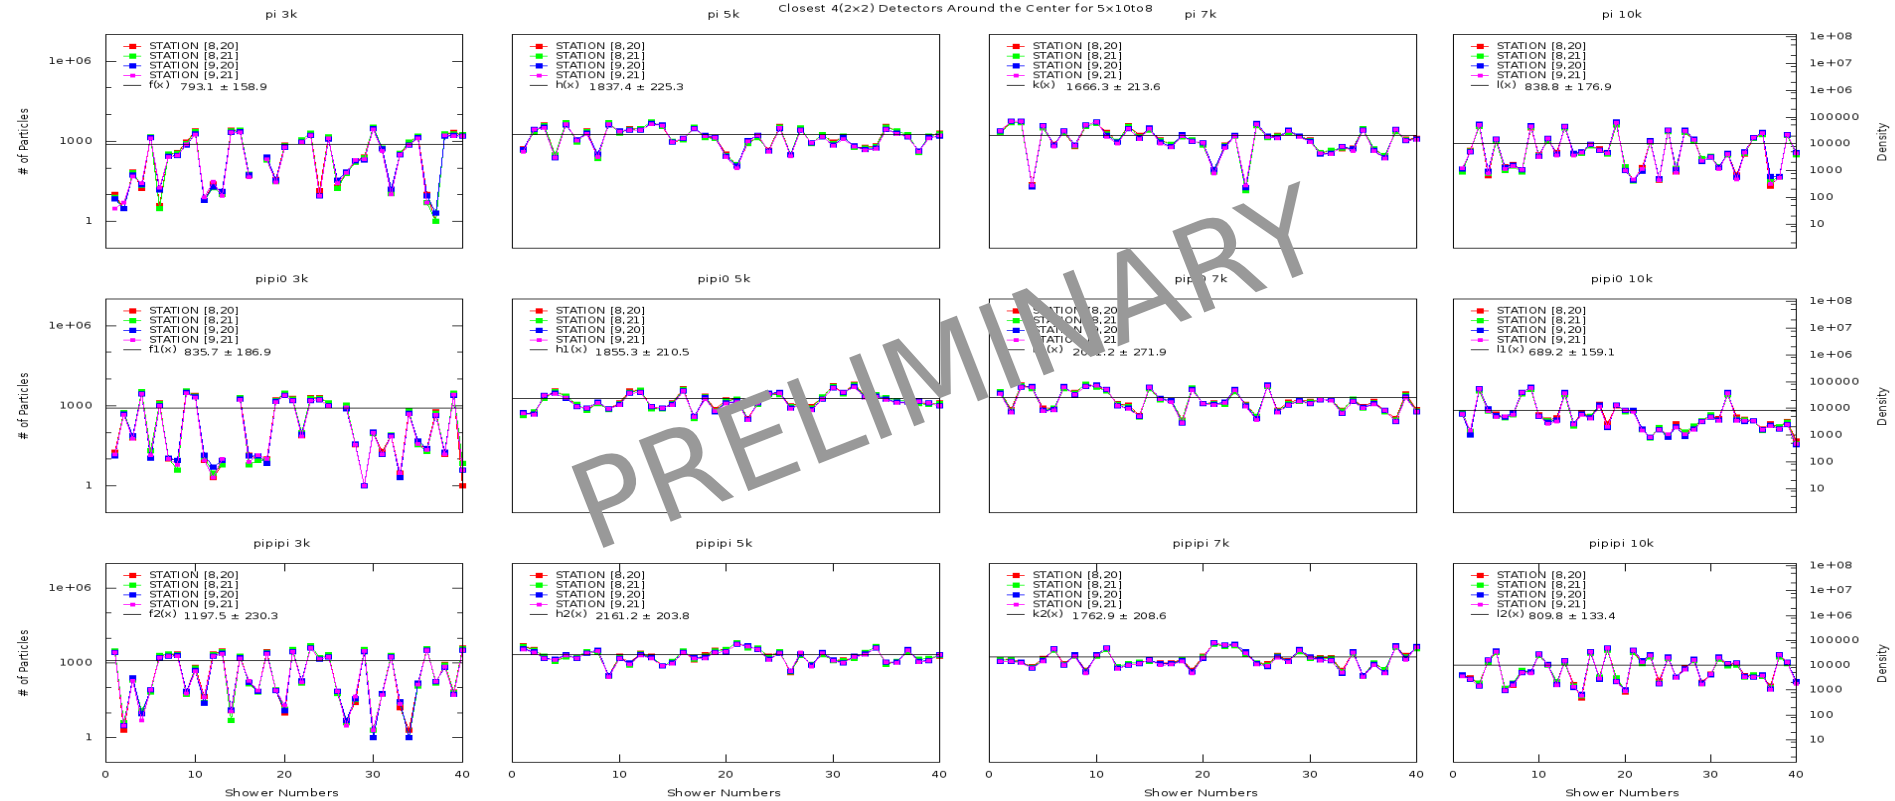 Closest 4(2x2) Detectors Around the Center for 5x10to8
pi 3k
pi 5k
pi 7k
pi 10k
# of Particles
1e+06
1000
1
STATION [8,20]
STATION [8,21]
STATION [9,20]
STATION [9,21]
f(x) 793.1 ± 158.9
STATION [8,20]
STATION [8,21]
STATION [9,20]
STATION [9,21]
h(x) 1837.4 ± 225.3
STATION [8,20]
STATION [8,21]
STATION [9,20]
STATION [9,21]
k(x) 1666.3 ± 213.6
STATION [8,20]
STATION [8,21]
STATION [9,20]
STATION [9,21]
l(x) 838.8 ± 176.9
1e+08
1e+07
1e+06
100000
10000
1000
100
10
Density
pipi0 3k
pipi0 5k
7k
pipi0 10k
# of Particles
1e+06
1000
1
STATION [8,20]
STATION [8,21]
STATION [9,20]
STATION [9,21]
f1(x) 835.7 ± 186.9
STATION [8,20]
STATION [8,21]
STATION [9,20]
STATION [9,21]
h1(x) 1855.3 ± 210.5
STATION [8,20]
STATION [8,21]
STATION [9,20]
STATION [9,21]
± 271.9
STATION [8,20]
STATION [8,21]
STATION [9,20]
STATION [9,21]
l1(x) 689.2 ± 159.1
1e+08
1e+07
1e+06
100000
10000
1000
100
10
Density
PRELIMINARY
pipipi 3k
pipipi 5k
pipipi 7k
pipipi 10k
# of Particles
1e+06
1000
1
STATION [8,20]
STATION [8,21]
STATION [9,20]
STATION [9,21]
f2(x) 1197.5 ± 230.3
STATION [8,20]
STATION [8,21]
STATION [9,20]
STATION [9,21]
h2(x) 2161.2 ± 203.8
STATION [8,20]
STATION [8,21]
STATION [9,20]
STATION [9,21]
k2(x) 1762.9 ± 208.6
STATION [8,20]
STATION [8,21]
STATION [9,20]
STATION [9,21]
l2(x) 809.8 ± 133.4
1e+08
1e+07
1e+06
100000
10000
1000
100
10
Density
0 10 20 30 40
0 10 20 30 40
0 10 20 30 40
0 10 20 30 40
Shower Numbers
Shower Numbers
Shower Numbers
Shower Numbers